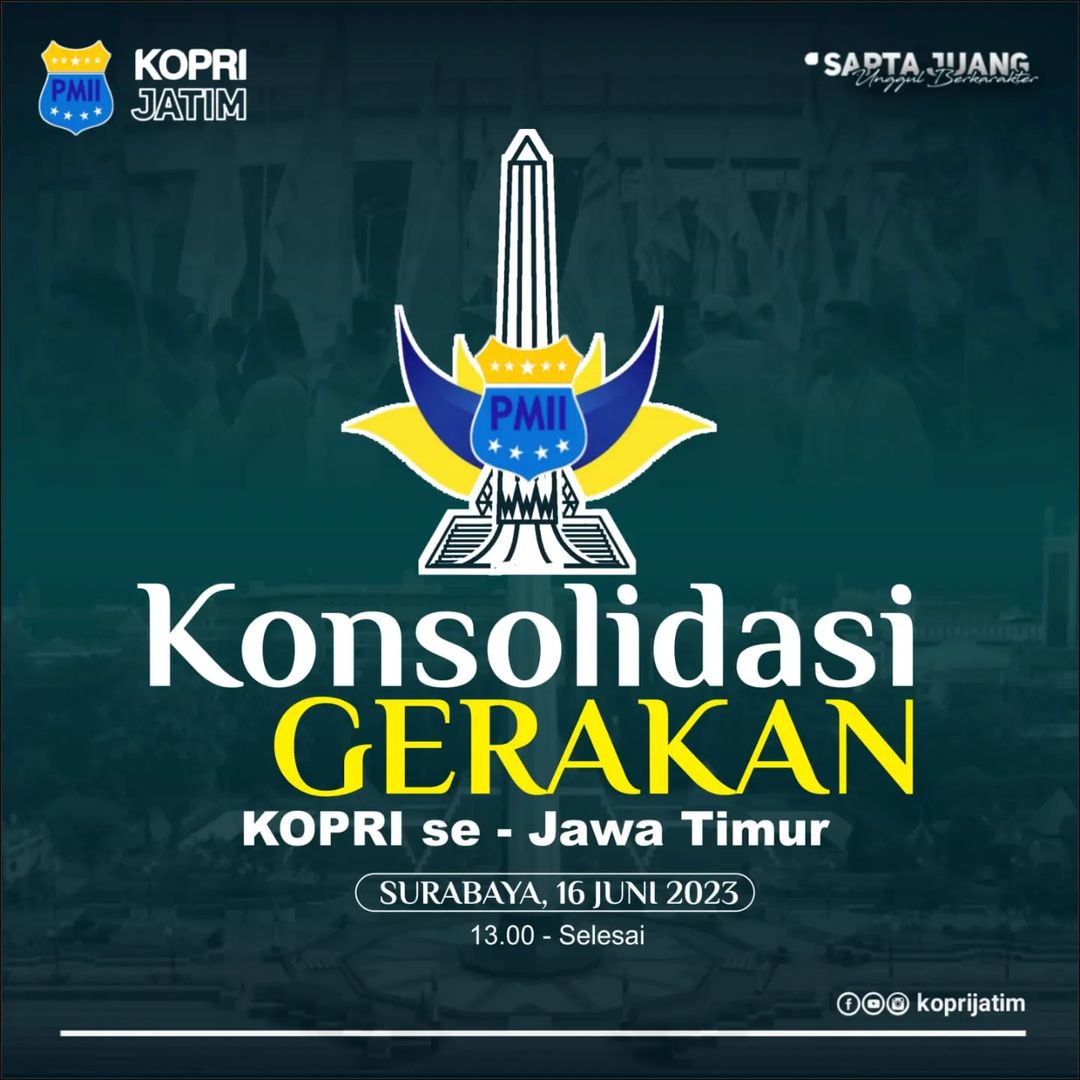 PMII
KOPRI
JATIM
SAPTA JUANG
Unggul Berkarakter
PMII
Konsolidasi
GERAKAN
KOPRI se - Jawa Timur
SURABAYA, 16 JUNI 2023
13.00 - Selesai
koprijatim